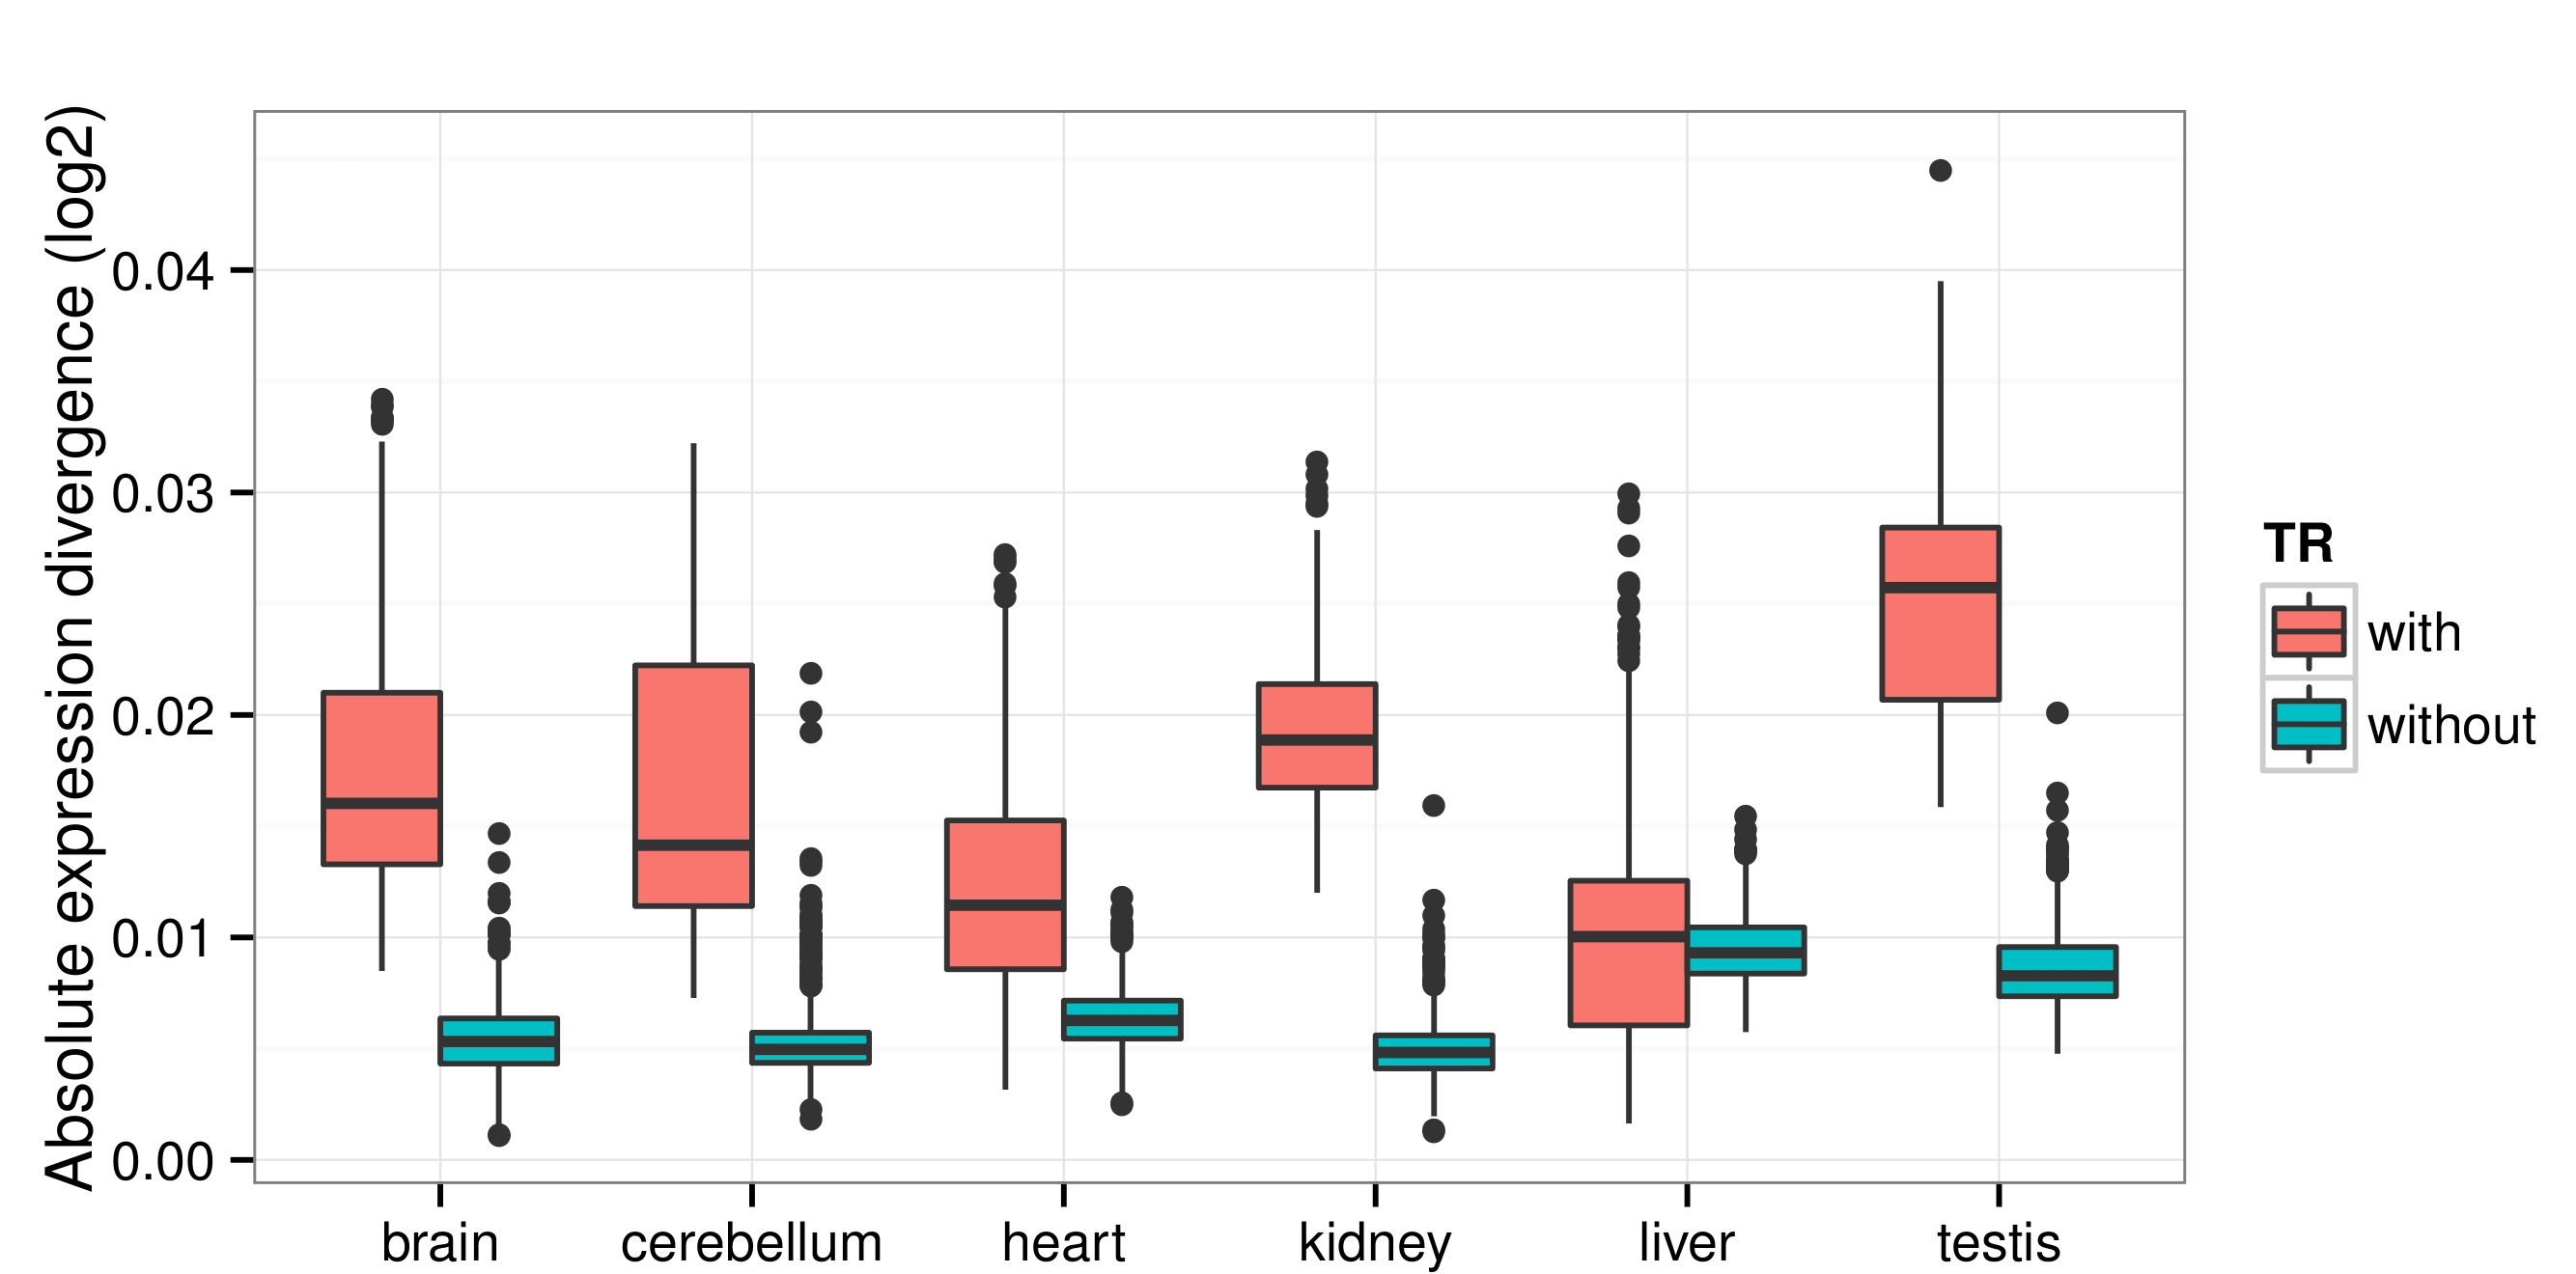 Absolute expression divergence (log2)
0.04
0.03
0.02
0.01
0.00
brain cerebellum heart kidney liver testis
TR
with
without